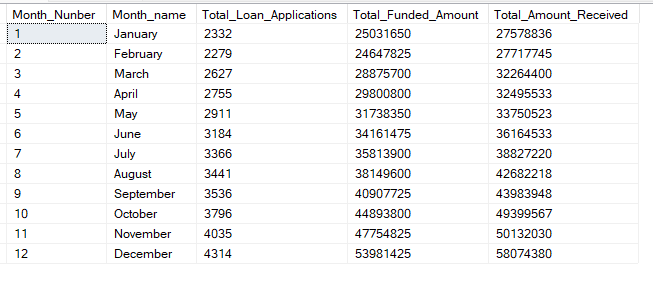 Month_Nunber Month_name Total_Loan_Applications Total_Funded_Amount Total_Amount_Received
1 January 2332 25031650 27578836
2 February 2279 24647825 27717745
3 March 2627 28875700 32264400
4 April 2755 29800800 32495533
5 May 2911 31738350 33750523
6 June 3184 34161475 36164533
7 July 3366 35813900 38827220
8 August 3441 38149600 42682218
9 September 3536 40907725 43983948
10 October 3796 44893800 49399567
11 November 4035 47754825 50132030
12 December 4314 53981425 58074380